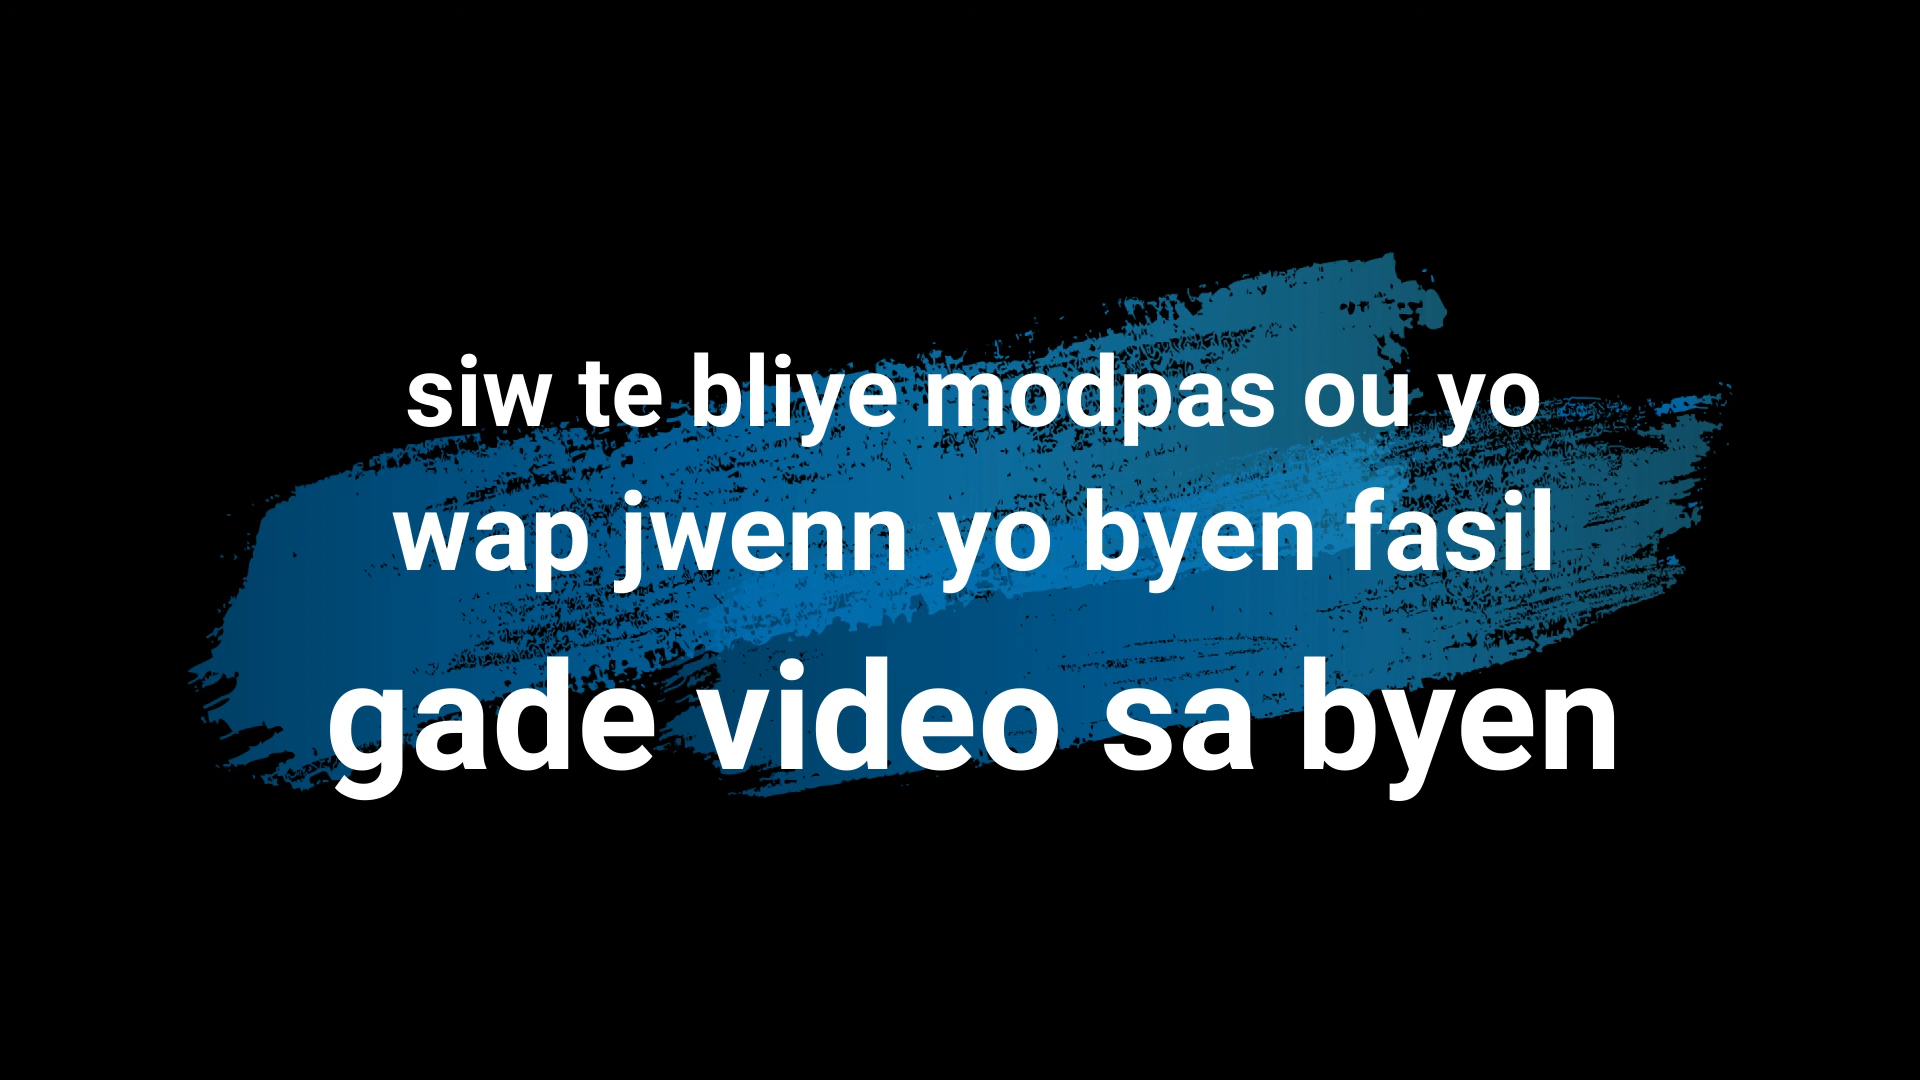 siw te bliye modpas ou yo
wap jwenn yo byen fasil
gade video sa byen